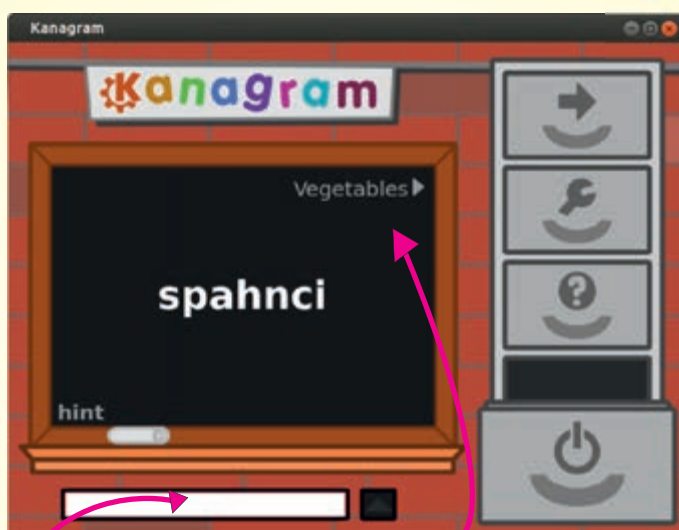 Kanagram
Kanagram
Vegetables
spahnci
hint